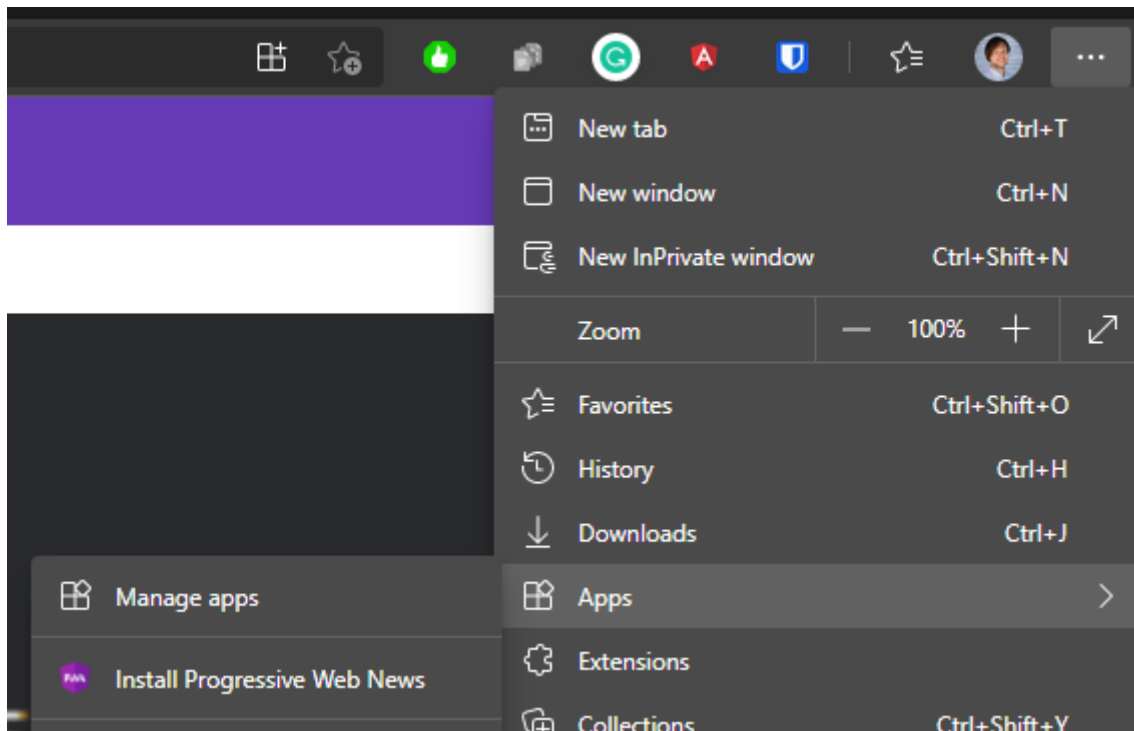 New tab Ctrl+T
New window Ctrl+N
New InPrivate window Ctrl+Shift+N
Zoom 100%
Favorites Ctrl+Shift+O
History Ctrl+H
Downloads Ctrl+J
Manage apps
Apps
Install Progressive Web News
Extensions
Collections Ctrl+Shift+Y